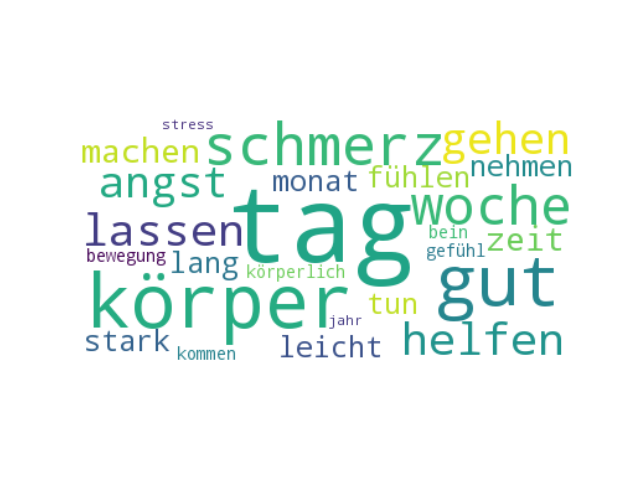 stress
schmerz gehen
machen
nehmen
angst monat fühlen
tag woche
lassen
bein zeit
bewegung lang gefühl
körperlich
körper gut
tun
jahr
stark leicht helfen
kommen